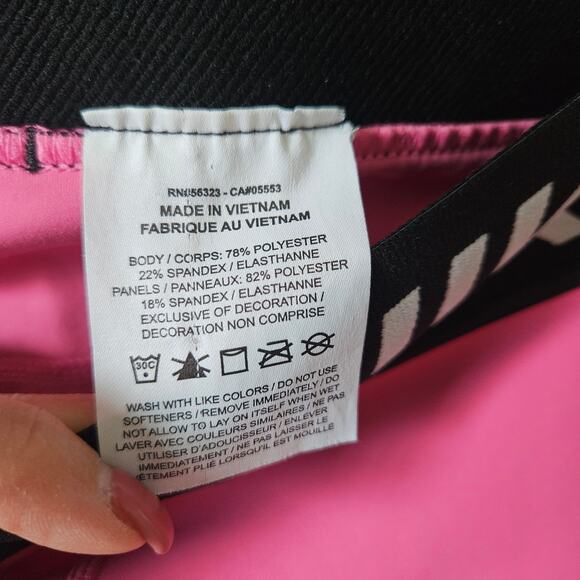 RN#56323 - CA#05553
MADE IN VIETNAM
FABRIQUE AU VIETNAM
BODY / CORPS: 78% POLYESTER
22% SPANDEX / ELASTHANNE
PANELS / PANNEAUX: 82% POLYESTER
18% SPANDEX / ELASTHANNE
EXCLUSIVE OF DECORATION /
DECORATION NON COMPRISE
30C
WASH WITH LIKE COLORS / DO NOT USE
SOFTENERS / REMOVE IMMEDIATELY / DO
NOT ALLOW TO LAY ON ITSELF WHEN WET
LAVER AVEC COULEURS SIMILAIRES / NE PAS
UTILISER D'ADOUCISSEUR / ENLEVER
IMMEDIATEMENT / NE PAS LAISSER LE
VÊTEMENT PLIÉ LORSQU'IL EST MOUILLÉ